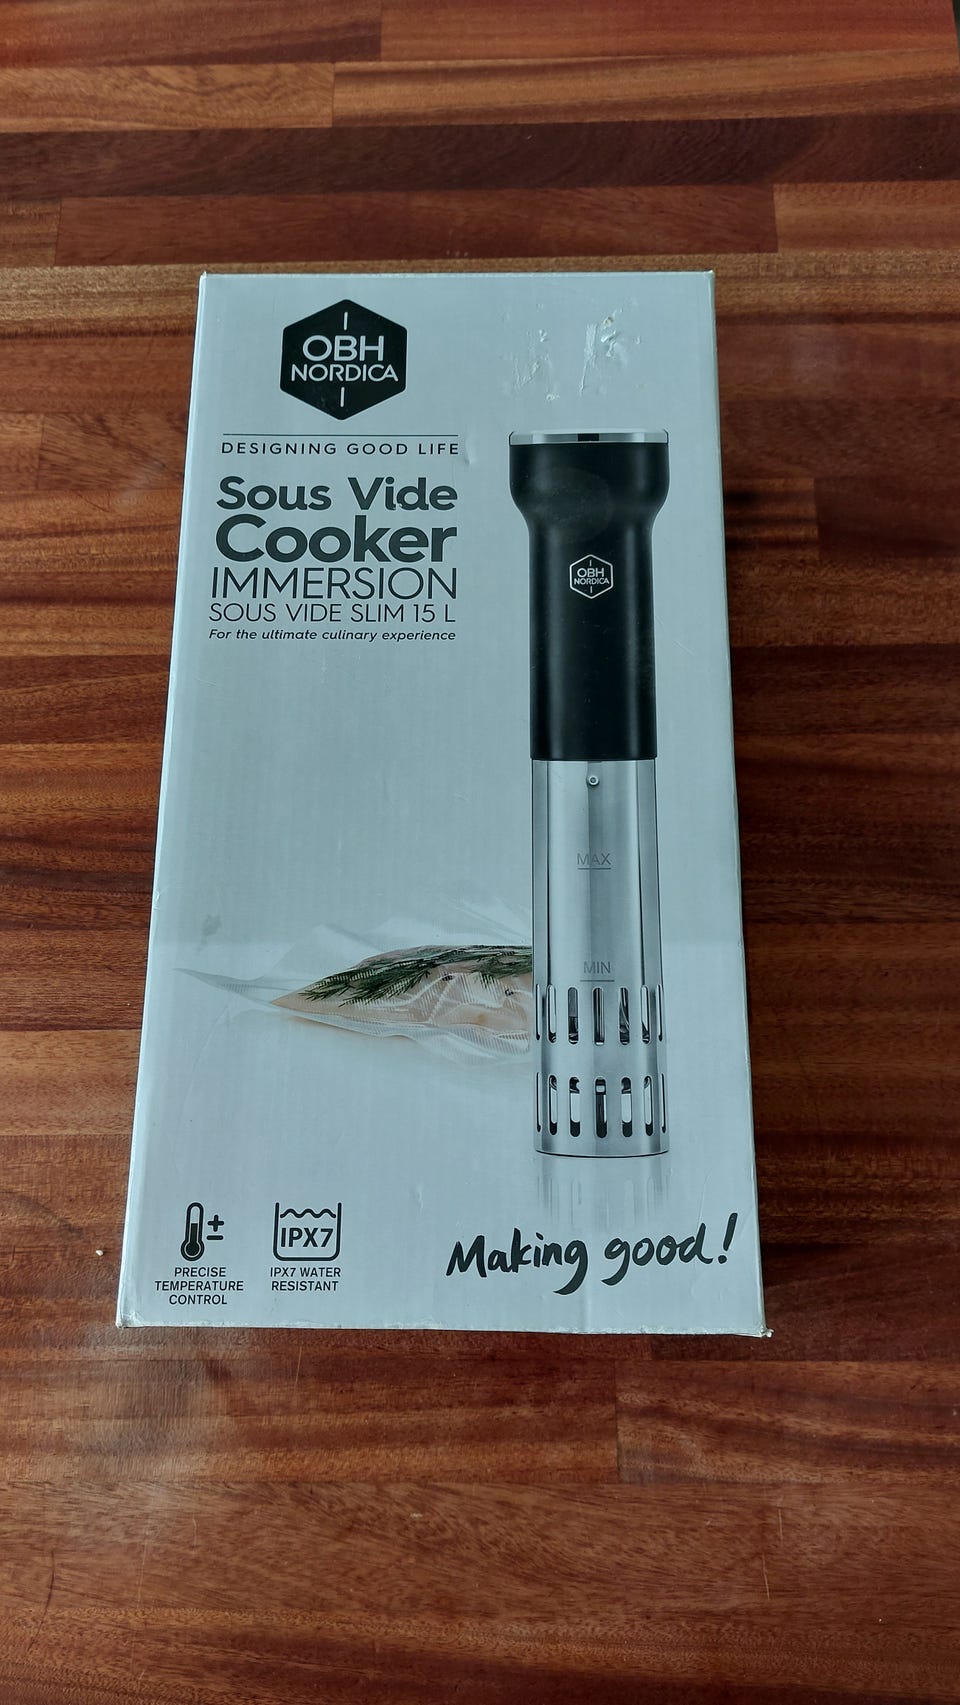 OBH
NORDICA
DESIGNING GOOD LIFE
Sous Vide
Cooker
IMMERSION
SOUS VIDE SLIM 15 L
For the ultimate culinary experience
OBH
NORDICA
MAX
MIN
±
IPX7
PRECISE
TEMPERATURE
CONTROL
IPX7 WATER
RESISTANT
Making good!